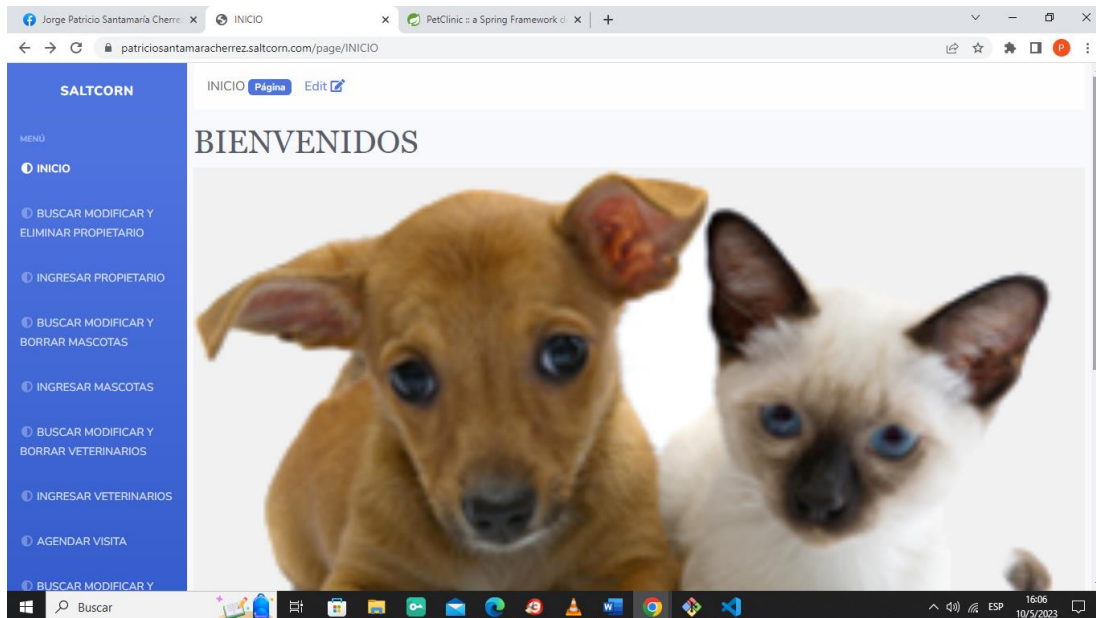 Jorge Patricio Santamaría Cherre
INICIO
PetClinic :: a Spring Framework d
patriciosantamaracherrez.saltcorn.com/page/INICIO
P
SALTCORN
INICIO Página Edit
MENÚ
BIENVENIDOS
INICIO
BUSCAR MODIFICAR Y
ELIMINAR PROPIETARIO
INGRESAR PROPIETARIO
BUSCAR MODIFICAR Y
BORRAR MASCOTAS
INGRESAR MASCOTAS
BUSCAR MODIFICAR Y
BORRAR VETERINARIOS
INGRESAR VETERINARIOS
AGENDAR VISITA
BUSCAR MODIFICAR Y
Buscar
ESP
16:06
10/5/2023